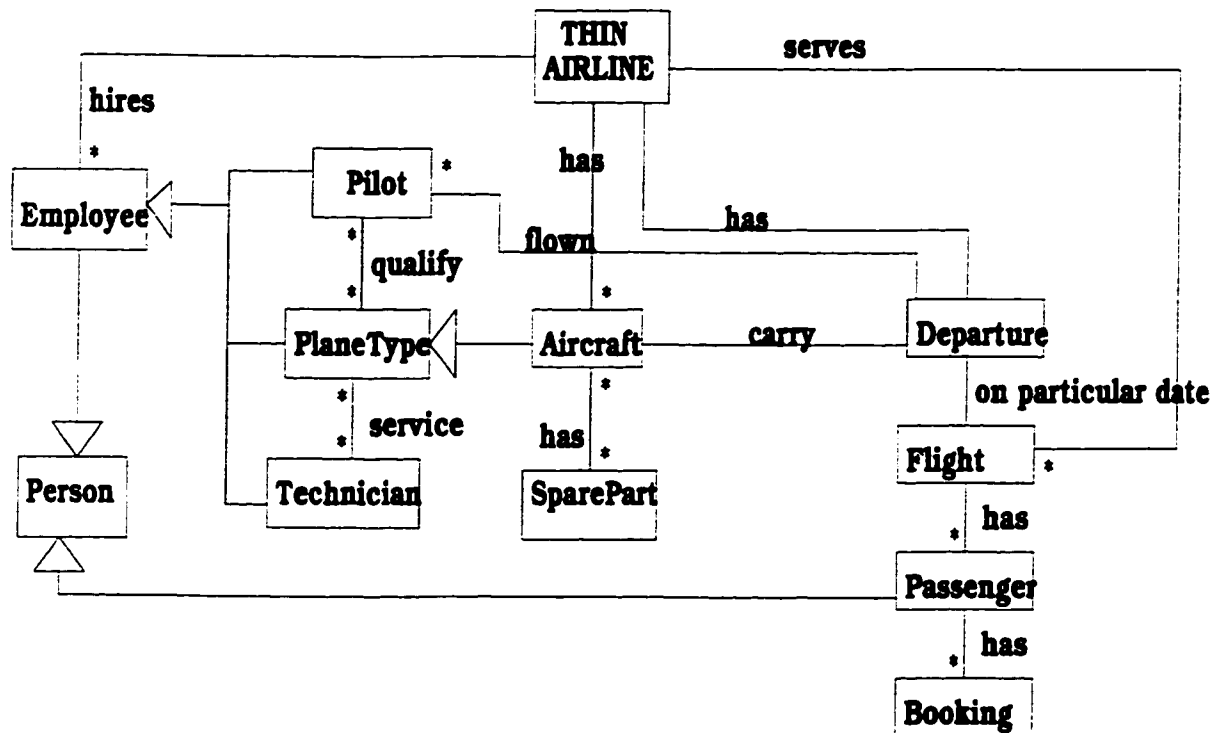 THIN
AIRLINE
serves
hires
*
has
Pilot
*
Employee
has
flown
*
qualify
*
*
PlaneType
Aircraft
carry
Departure
*
service
*
*
has
*
on particular date
Flight
*
Person
Technician
SparePart
has
*
Passenger
has
*
Booking